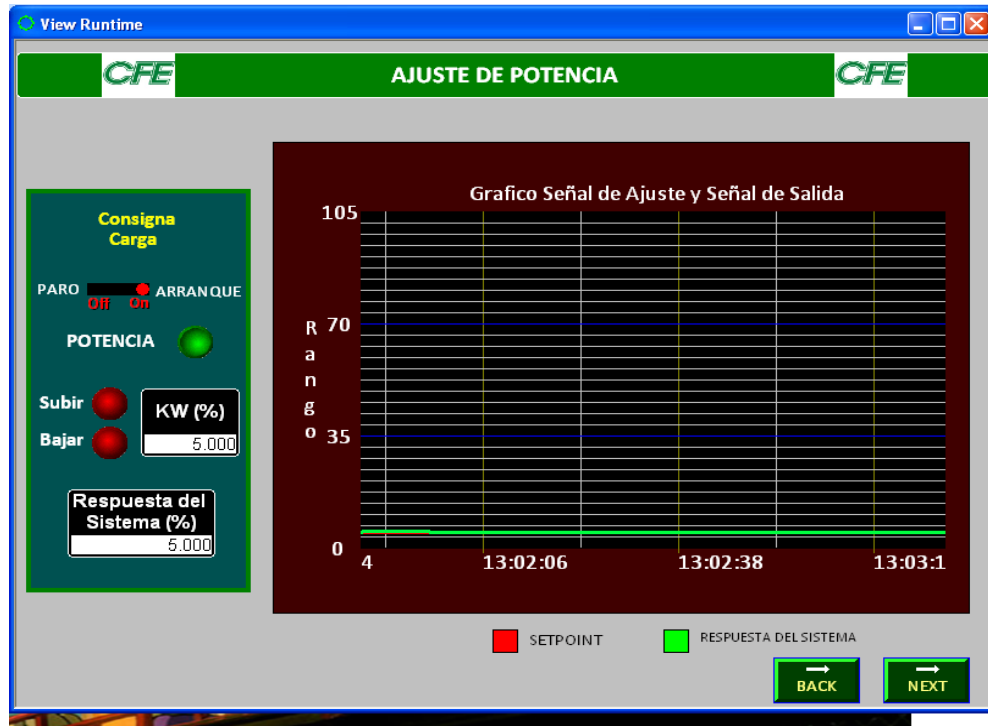 View Runtime
CFE
AJUSTE DE POTENCIA
CFE
Consigna
Carga
PARO
Off
On
ARRANQUE
POTENCIA
Subir
Bajar
KW (%)
5.000
Respuesta del
Sistema (%)
5.000
Grafico Señal de Ajuste y Señal de Salida
Rango
105
70
35
0
4
13:02:06
13:02:38
13:03:1
SETPOINT
RESPUESTA DEL SISTEMA
BACK
NEXT